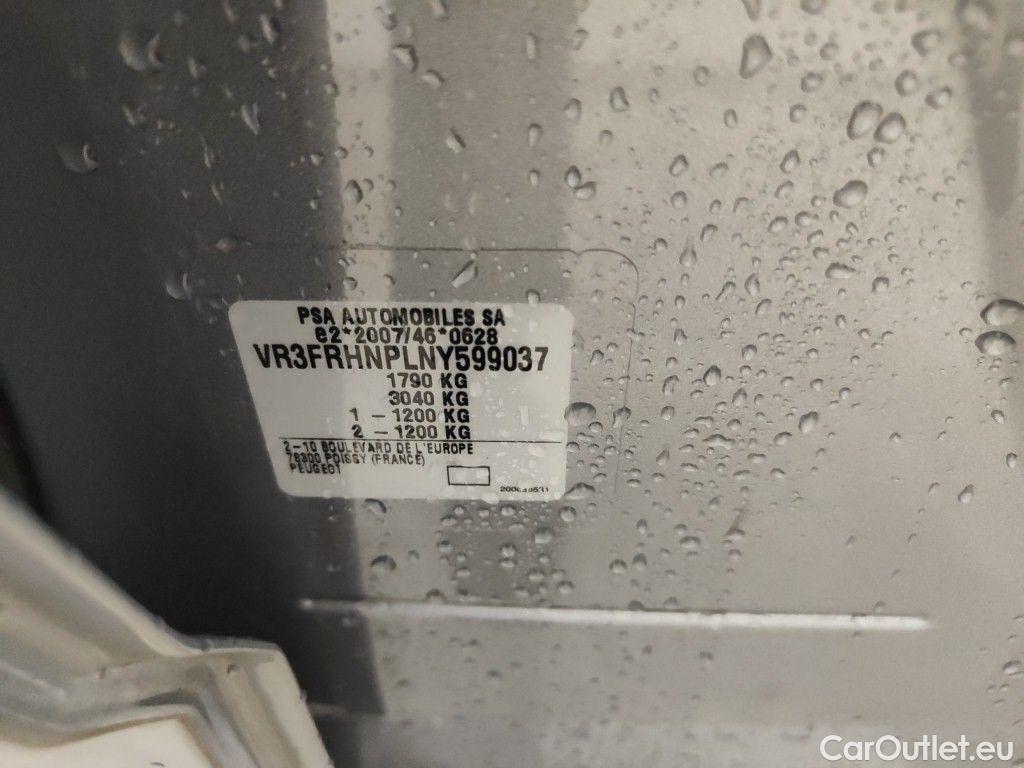 PSA AUTOMOBILES SA
e2*2007/46*0628
VR3FRHNPLNY599037
1790 KG
3040 KG
1 – 1200 KG
2 – 1200 KG
2–10 BOULEVARD DE L'EUROPE
78300 POISSY (FRANCE)
PEUGEOT
CarOutlet.eu